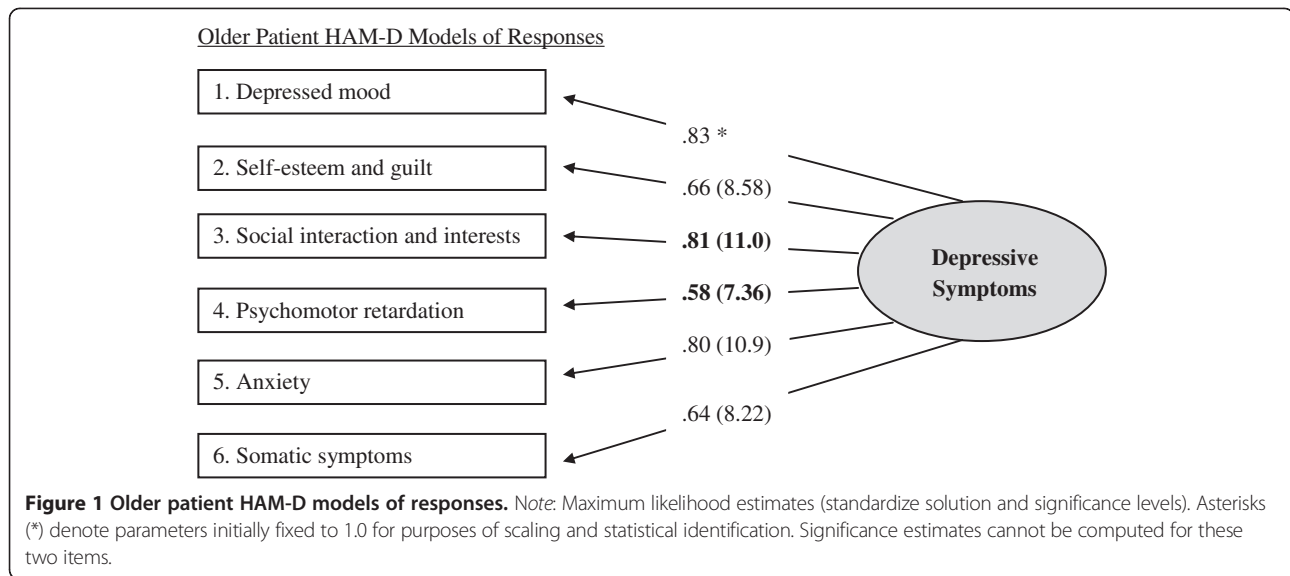 Older Patient HAM-D Models of Responses
1. Depressed mood
.83 *
2. Self-esteem and guilt
.66 (8.58)
3. Social interaction and interests
.81 (11.0)
Depressive
Symptoms
4. Psychomotor retardation
.58 (7.36)
5. Anxiety
.80 (10.9)
6. Somatic symptoms
.64 (8.22)
Figure 1 Older patient HAM-D models of responses. Note: Maximum likelihood estimates (standardize solution and significance levels). Asterisks
(*) denote parameters initially fixed to 1.0 for purposes of scaling and statistical identification. Significance estimates cannot be computed for these
two items.